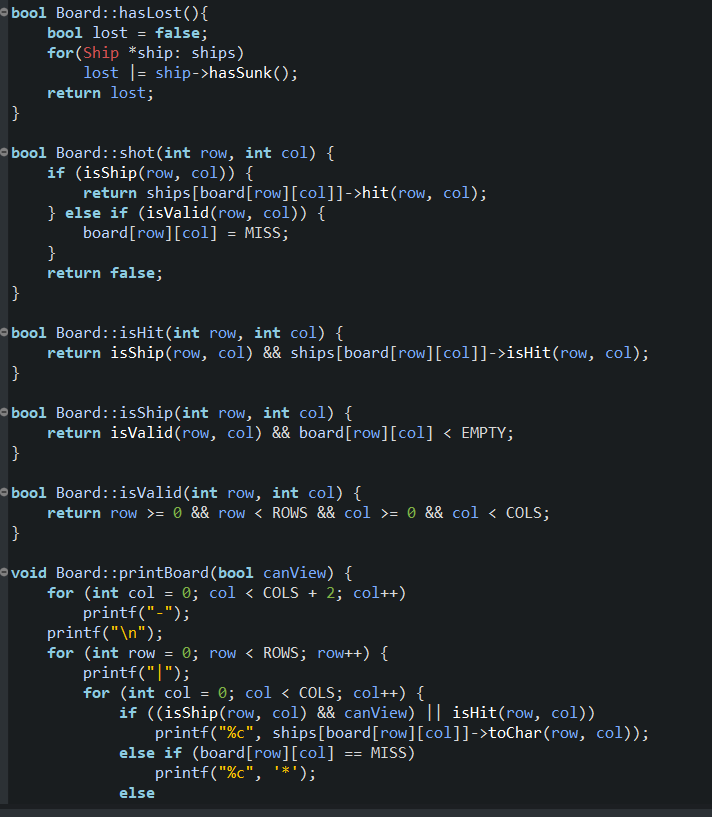 bool Board::hasLost(){
    bool lost = false;
    for(Ship *ship: ships)
        lost |= ship->hasSunk();
    return lost;
}

bool Board::shot(int row, int col) {
    if (isShip(row, col)) {
        return ships[board[row][col]]->hit(row, col);
    } else if (isValid(row, col)) {
        board[row][col] = MISS;
    }
    return false;
}

bool Board::isHit(int row, int col) {
    return isShip(row, col) && ships[board[row][col]]->isHit(row, col);
}

bool Board::isShip(int row, int col) {
    return isValid(row, col) && board[row][col] < EMPTY;
}

bool Board::isValid(int row, int col) {
    return row >= 0 && row < ROWS && col >= 0 && col < COLS;
}

void Board::printBoard(bool canView) {
    for (int col = 0; col < COLS + 2; col++)
        printf("-");
    printf("\n");
    for (int row = 0; row < ROWS; row++) {
        printf("|");
        for (int col = 0; col < COLS; col++) {
            if ((isShip(row, col) && canView) || isHit(row, col))
                printf("%c", ships[board[row][col]]->toChar(row, col));
            else if (board[row][col] == MISS)
                printf("%c", '*');
            else